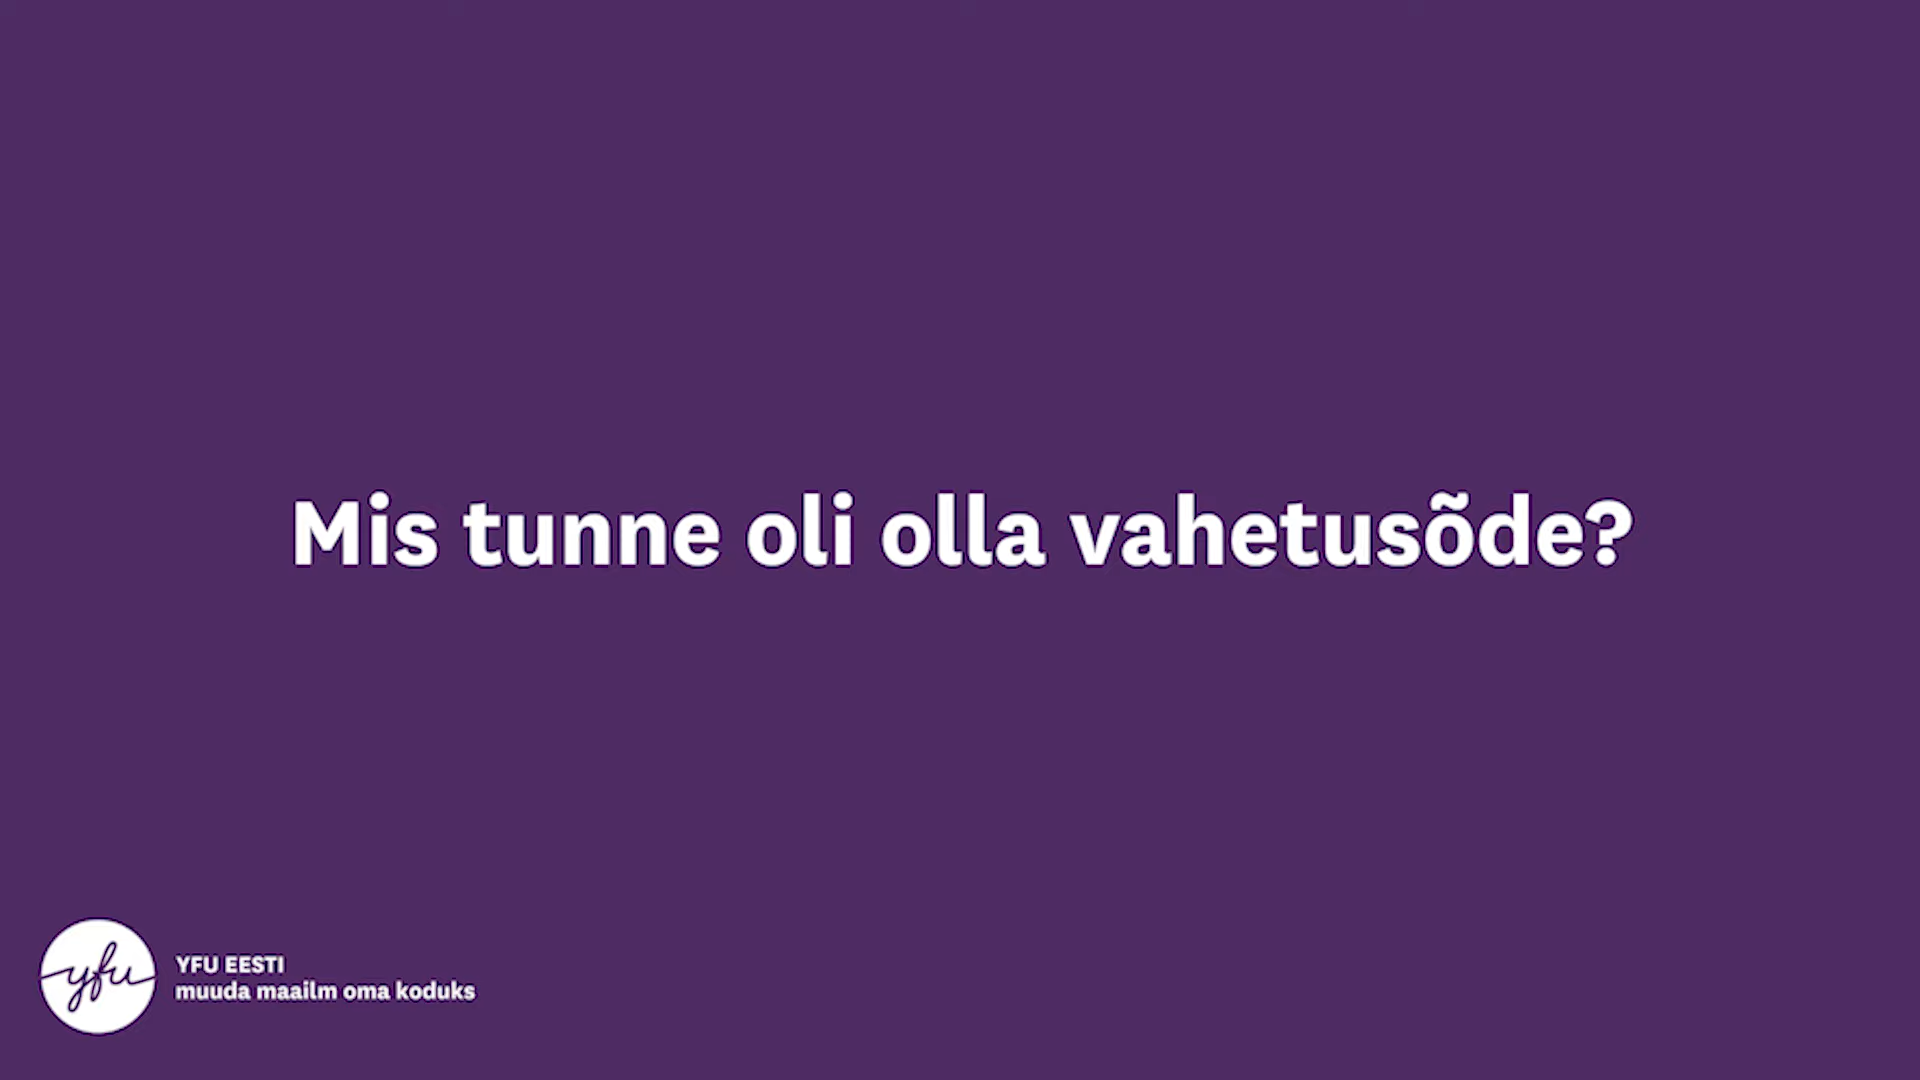 Mis tunne oli olla vahetusõde?
yfu
YFU EESTI
muuda maailm oma koduks